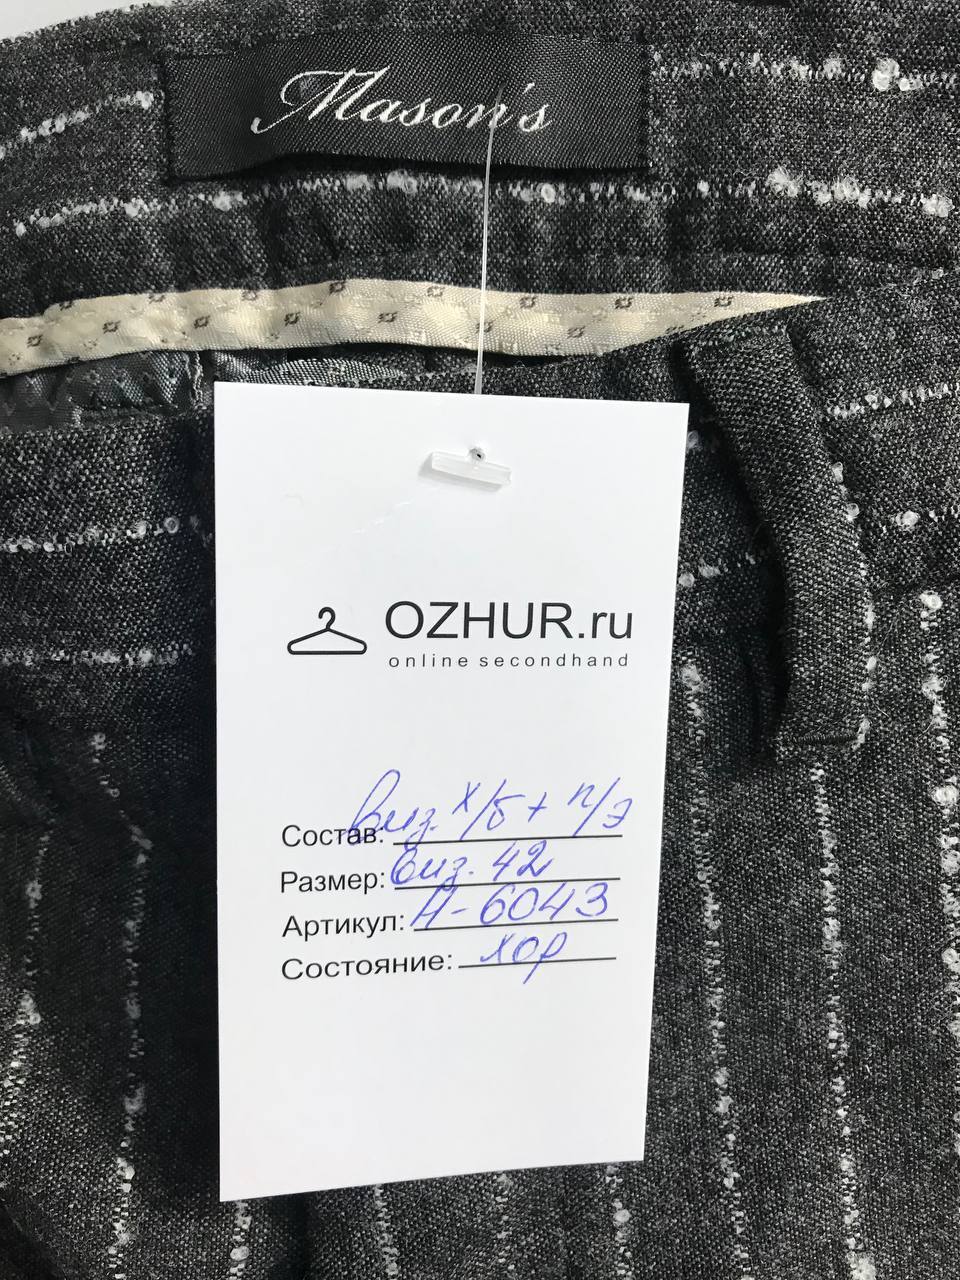 Mason's
OZHUR.ru
online secondhand
Состав: виз. х/б + п/э
Размер: виз. 42
Артикул: Н-6043
Состояние: хор